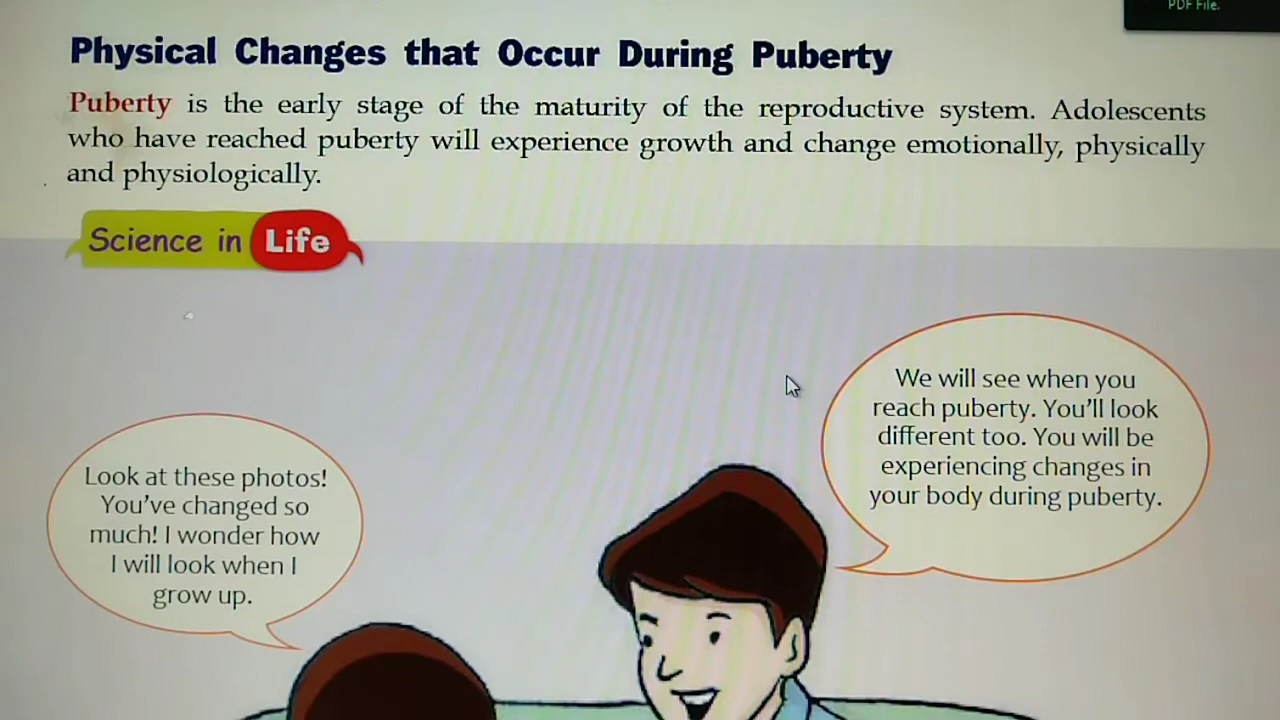 PDF File.
Physical Changes that Occur During Puberty
Puberty is the early stage of the maturity of the reproductive system. Adolescents
who have reached puberty will experience growth and change emotionally, physically
and physiologically.
Science in Life
Look at these photos!
You've changed so
much! I wonder how
I will look when I
grow up.
We will see when you
reach puberty. You'll look
different too. You will be
experiencing changes in
your body during puberty.